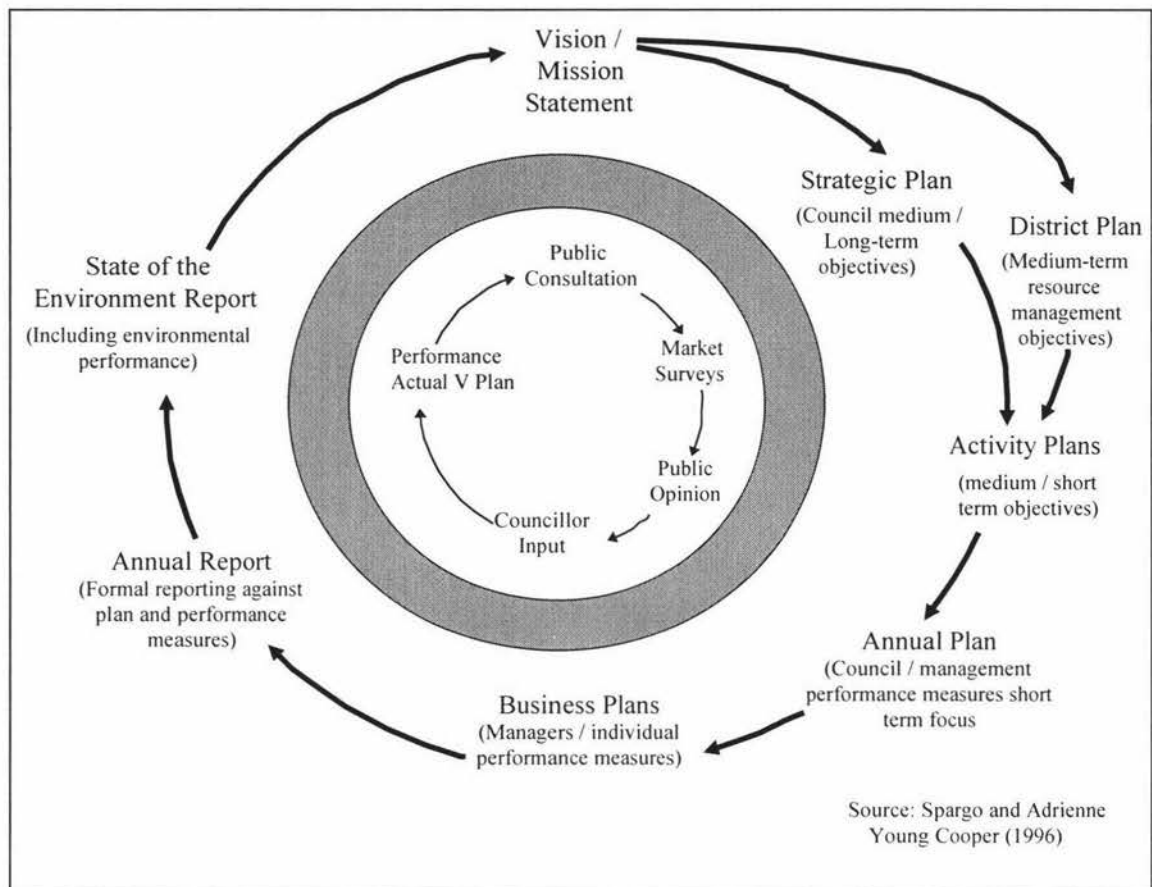 Vision /
Mission
Statement
Strategic Plan
(Council medium /
Long-term
objectives)
District Plan
(Medium-term
resource
management
objectives)
Activity Plans
(medium / short
term objectives)
Annual Plan
(Council / management
performance measures short
term focus
Business Plans
(Managers / individual
performance measures)
Annual Report
(Formal reporting against
plan and performance
measures)
State of the
Environment Report
(Including environmental
performance)
Public
Consultation
Market
Surveys
Public
Opinion
Councillor
Input
Performance
Actual V Plan
Source: Spargo and Adrienne
Young Cooper (1996)